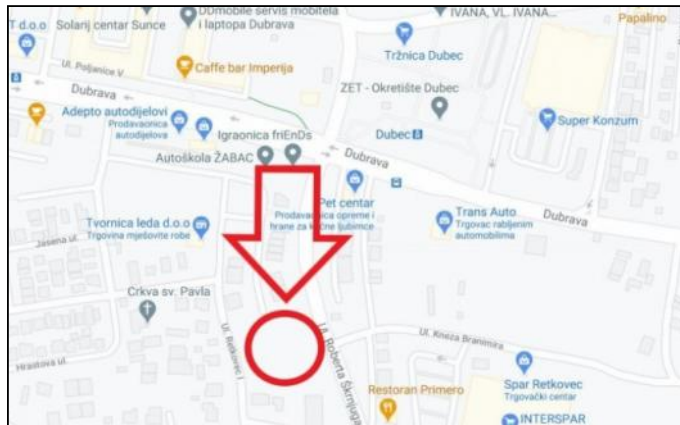 T d.o.o
Solarij centar Sunce
DDmobile servis mobitela
i laptopa Dubrava
IVANA, VL. IVANA...
Papalino
Tržnica Dubec
Ul. Poljanice V
Caffe bar Imperija
Dubrava
ZET - Okretište Dubec
Adepto autodijelovi
Prodavaonica
autodijelova
Super Konzum
Igraonica friEnDs
Dubec
Autoškola ŽABAC
Dubrava
Pet centar
Prodavaonica opreme i
hrane za kućne ljubimce
Trans Auto
Trgovac rabljenim
automobilima
Dubrava
Tvornica leda d.o.o
Trgovina mješovite robe
Jasena ul.
Crkva sv. Pavla
Ul. Retkovec I
Ul. Roberta Škrnjuga
Ul. Kneza Branimira
Hrastova ul.
Spar Retkovec
Trgovački centar
Restoran Primero
INTERSPAR